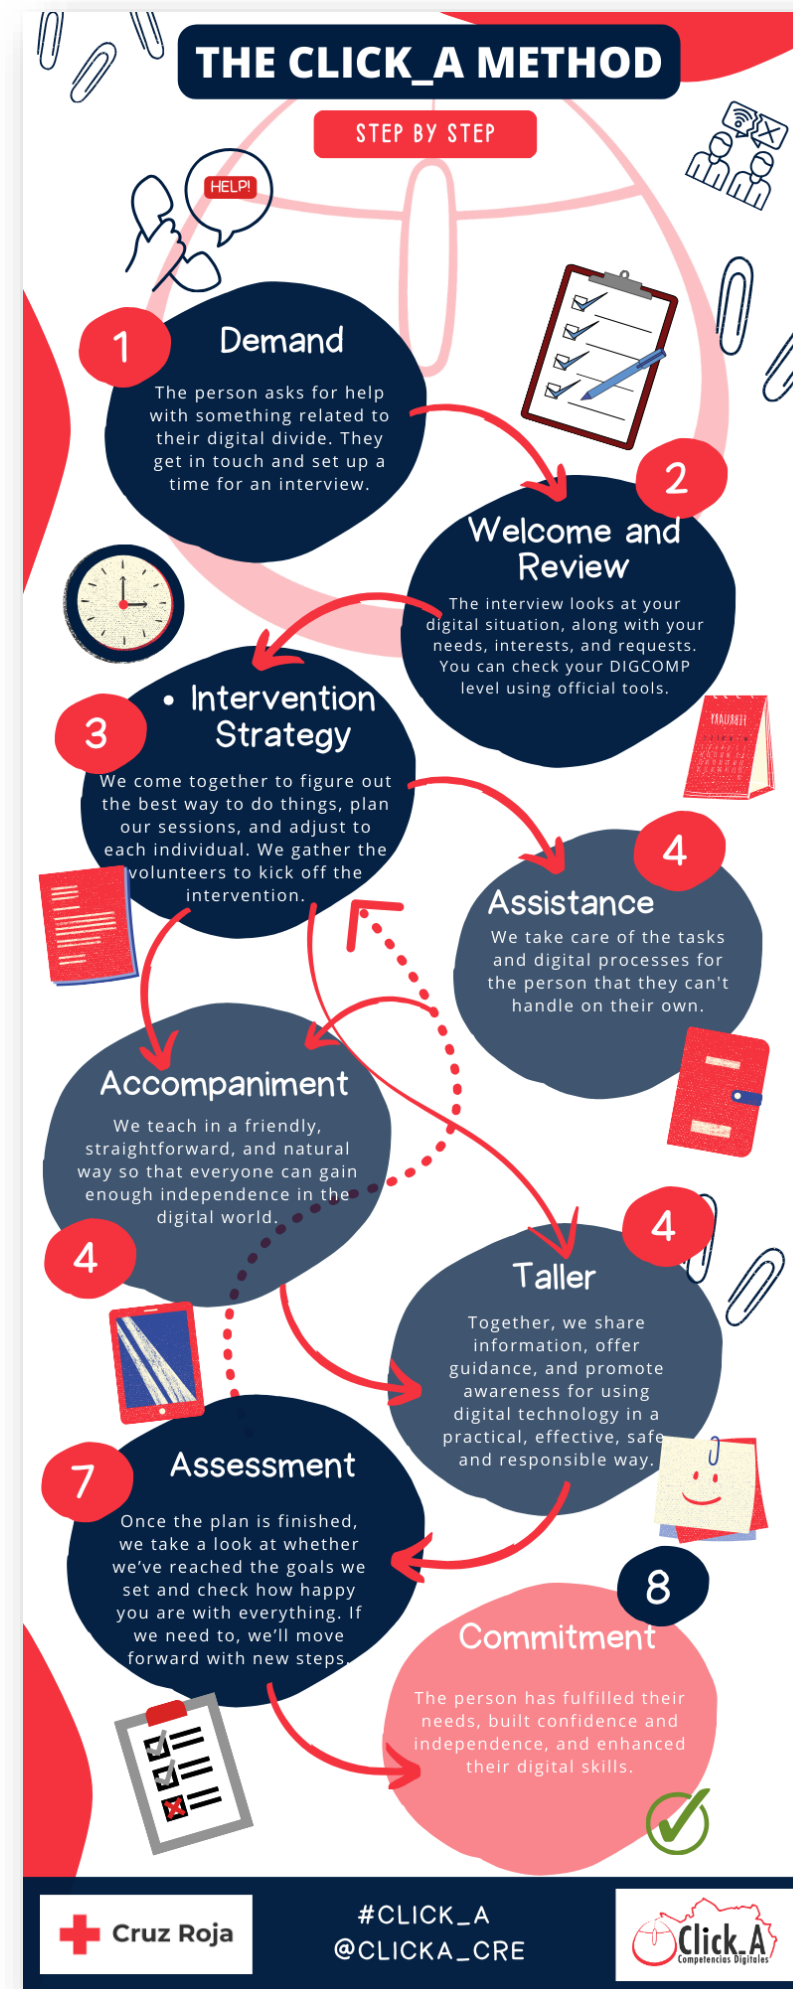 THE CLICK_A METHOD
STEP BY STEP
HELP!
1
Demand
The person asks for help
with something related to
their digital divide. They
get in touch and set up a
time for an interview.
2
Welcome and
Review
The interview looks at your
digital situation, along with your
needs, interests, and requests.
You can check your DIGCOMP
level using official tools.
3
• Intervention
Strategy
We come together to figure out
the best way to do things, plan
our sessions, and adjust to
each individual. We gather the
volunteers to kick off the
intervention.
4
Assistance
We take care of the tasks
and digital processes for
the person that they can't
handle on their own.
Accompaniment
We teach in a friendly,
straightforward, and natural
way so that everyone can gain
enough independence in the
digital world.
4
4
Taller
Together, we share
information, offer
guidance, and promote
awareness for using
digital technology in a
practical, effective, safe
and responsible way.
7
Assessment
Once the plan is finished,
we take a look at whether
we've reached the goals we
set and check how happy
you are with everything. If
we need to, we'll move
forward with new steps.
8
Commitment
The person has fulfilled their
needs, built confidence and
independence, and enhanced
their digital skills.
Cruz Roja
#CLICK_A
@CLICKA_CRE
Click_A
Competencias Digitales